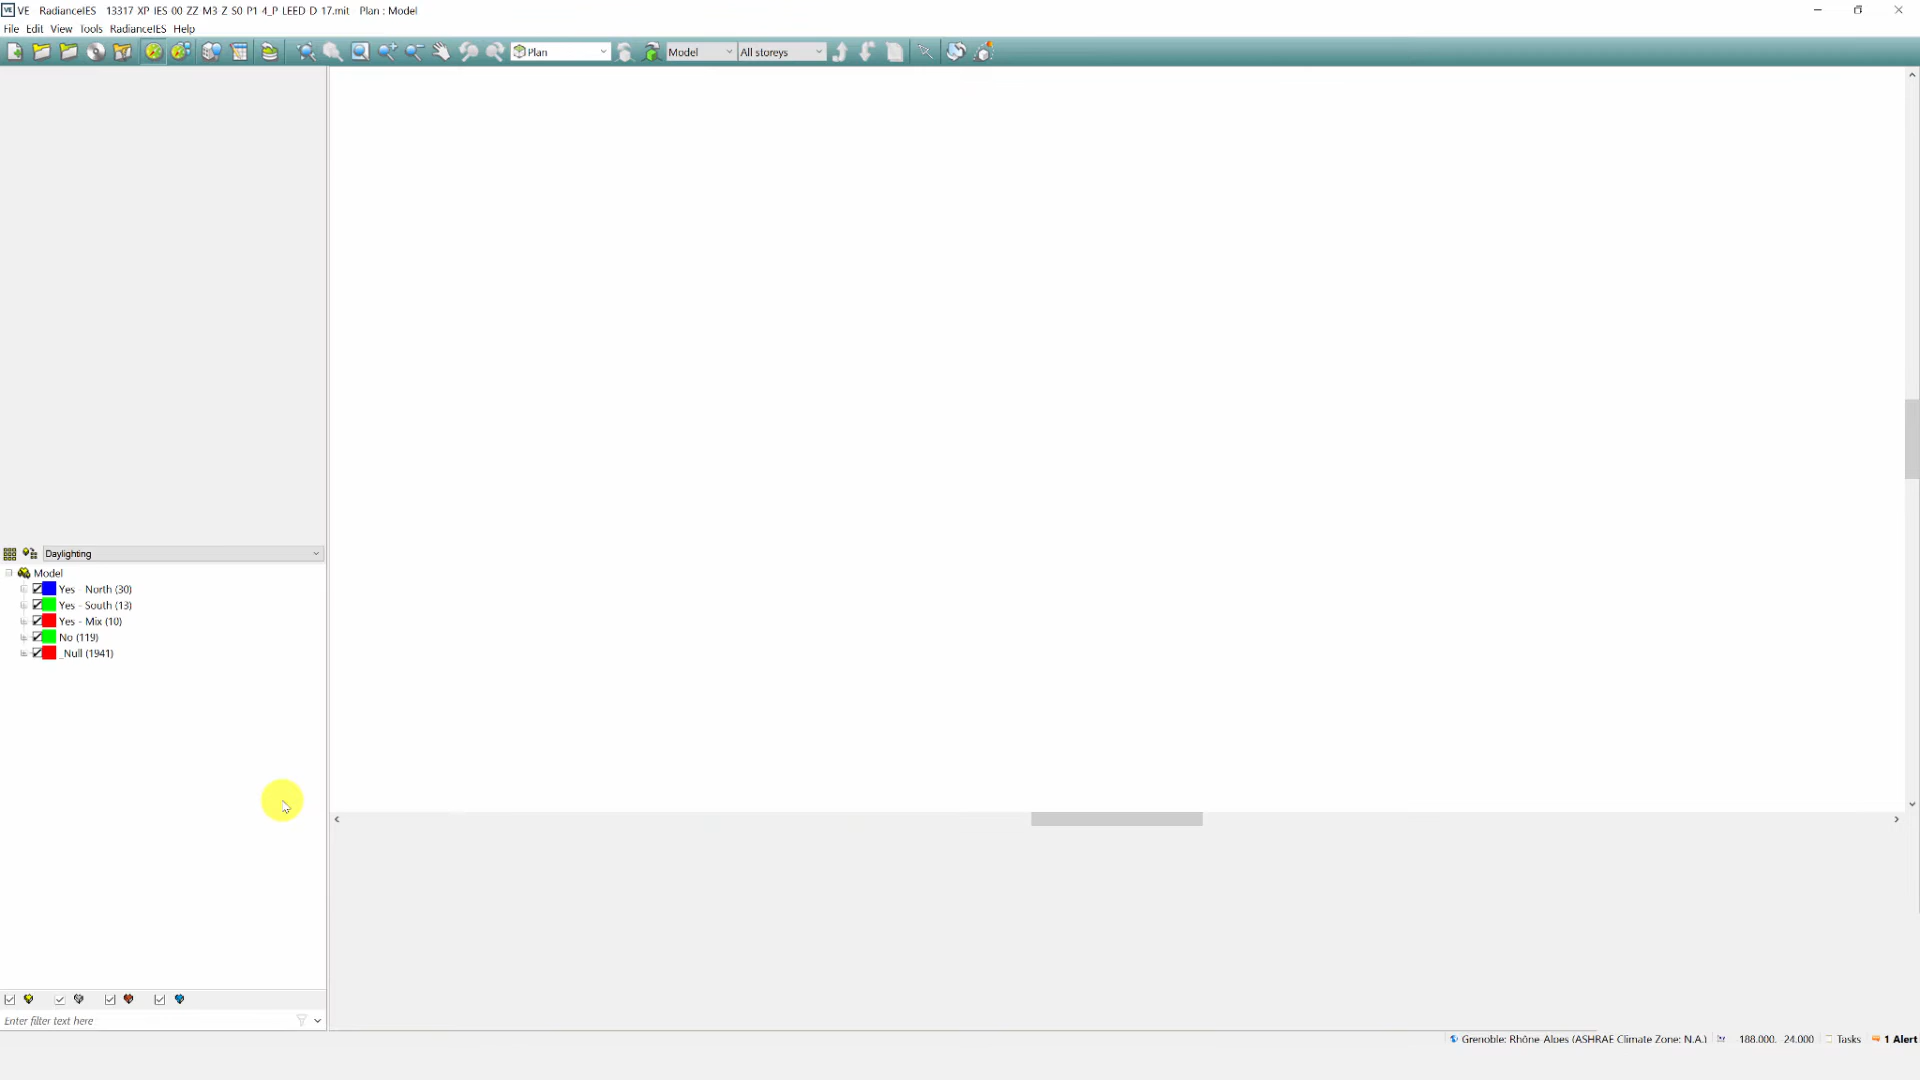 VE RadianceIES 13317 XP IES 00 ZZ M3 Z S0 P1 4_P LEED D 17.mit Plan : Model
File Edit View Tools RadianceIES Help
Plan Model All storeys
Daylighting
Model
Yes - North (30)
Yes - South (13)
Yes - Mix (10)
No (119)
_Null (1941)
Enter filter text here
Grenoble: Rhône-Alpes (ASHRAE Climate Zone: N.A.) 188.000, 24.000 Tasks 1 Alert